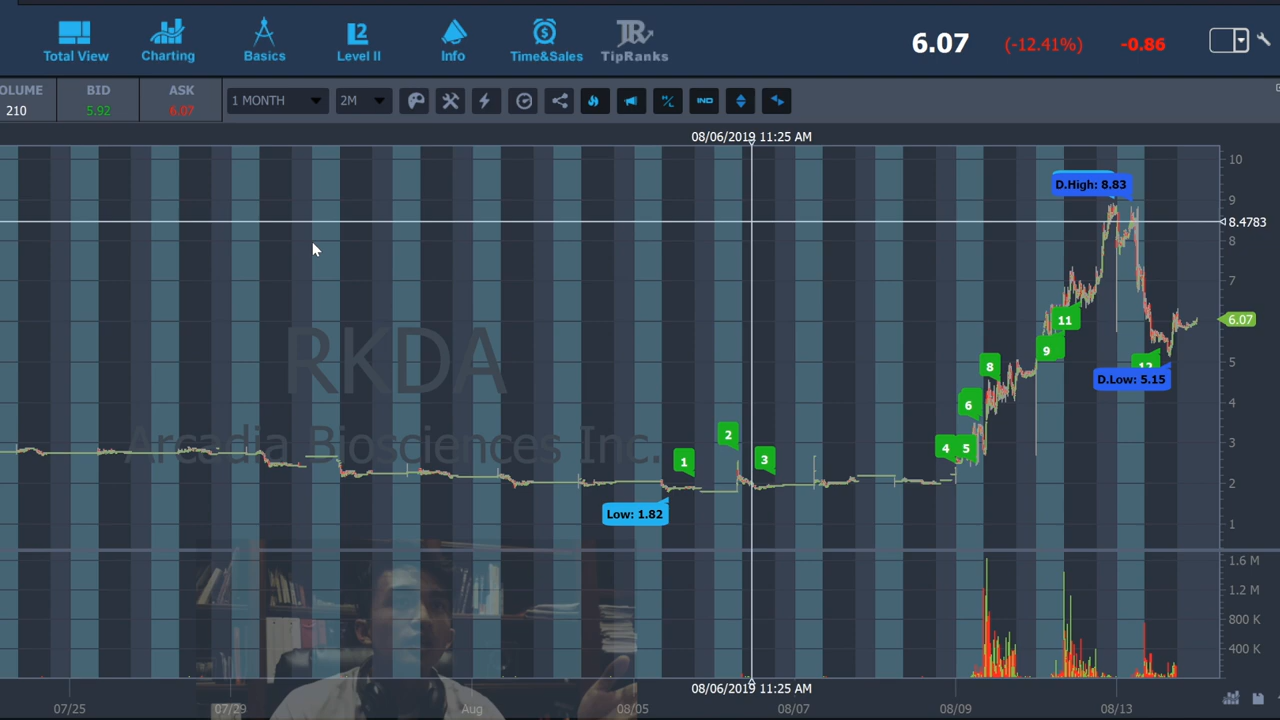 Total View
Charting
Basics
L2
Level II
Info
Time&Sales
TipRanks
6.07
(-12.41%)
-0.86
OLUME
210
BID
5.92
ASK
6.07
1 MONTH
2M
H/L
IND
08/06/2019 11:25 AM
10
9
8.4783
8
7
6.07
5
4
3
2
1
D.High: 8.83
D.Low: 5.15
Low: 1.82
1
2
3
4
5
6
8
9
11
12
RKDA
Arcadia Biosciences Inc.
1.6 M
1.2 M
800 K
400 K
08/06/2019 11:25 AM
07/25
07/29
Aug
08/05
08/07
08/09
08/13